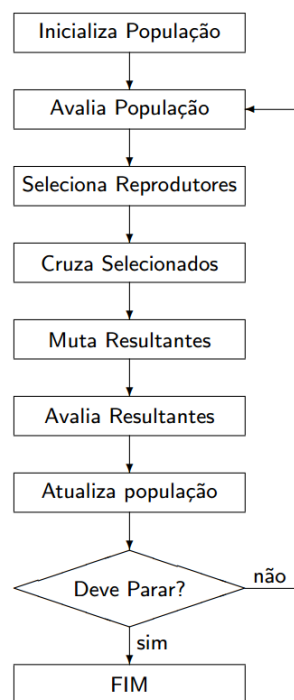 Inicializa População
Avalia População
Seleciona Reprodutores
Cruza Selecionados
Muta Resultantes
Avalia Resultantes
Atualiza população
Deve Parar?
não
sim
FIM